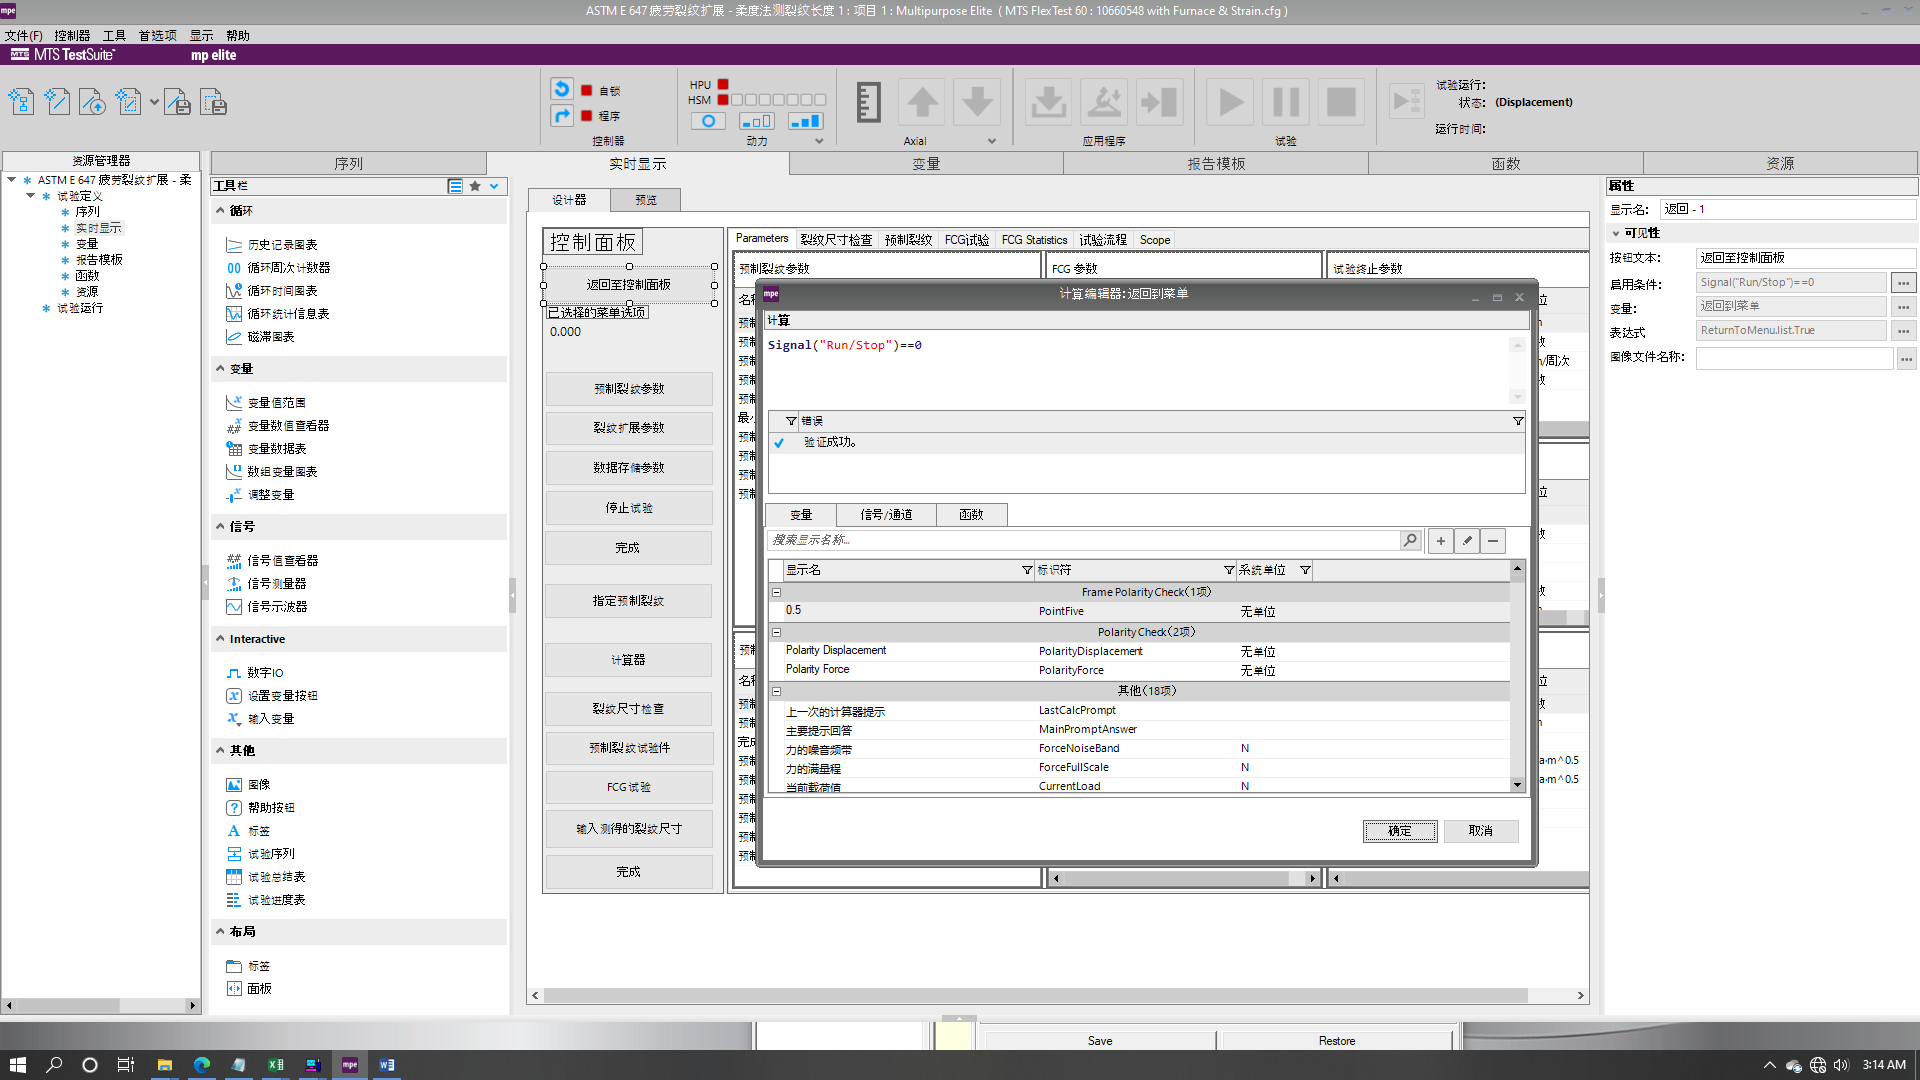 ASTM E 647 疲劳裂纹扩展 - 柔度法测裂纹长度 1 : 项目 1 : Multipurpose Elite ( MTS FlexTest 60 : 10660548 with Furnace & Strain.cfg )
文件(F) 控制器 工具 首选项 显示 帮助
MTS TestSuite mp elite
自锁
程序
控制器
HPU
HSM
动力
Axial
应用程序
试验
试验运行:
状态: (Displacement)
运行时间:
资源管理器
ASTM E 647 疲劳裂纹扩展 - 柔
试验定义
序列
实时显示
变量
报告模板
函数
资源
试验运行
序列 实时显示 变量 报告模板 函数 资源
工具栏
循环
历史记录图表
循环周次计数器
循环时间图表
循环统计信息表
磁滞图表
变量
变量值范围
变量数值查看器
变量数据表
数组变量图表
调整变量
信号
信号值查看器
信号测量器
信号示波器
Interactive
数字IO
设置变量按钮
输入变量
其他
图像
帮助按钮
标签
试验序列
试验总结表
试验进度表
布局
标签
面板
设计器 预览
控制面板
返回至控制面板
已选择的菜单选项
0.000
预制裂纹参数
裂纹扩展参数
数据存储参数
停止试验
完成
指定预制裂纹
计算器
裂纹尺寸检查
预制裂纹试验件
FCG 试验
输入测得的裂纹尺寸
完成
Parameters 裂纹尺寸检查 预制裂纹 FCG试验 FCG Statistics 试验流程 Scope
预制裂纹参数 FCG 参数 试验终止参数
计算编辑器:返回到菜单
计算
Signal("Run/Stop")==0
错误
验证成功。
变量 信号/通道 函数
搜索显示名称...
显示名 标识符 系统单位
Frame Polarity Check (1项)
0.5 PointFive 无单位
Polarity Check (2项)
Polarity Displacement PolarityDisplacement 无单位
Polarity Force PolarityForce 无单位
其他 (18项)
上一次的计算器提示 LastCalcPrompt
主要提示回答 MainPromptAnswer
力的噪音频带 ForceNoiseBand N
力的满量程 ForceFullScale N
当前载荷值 CurrentLoad N
确定 取消
属性
显示名: 返回 - 1
可见性
按钮文本: 返回至控制面板
启用条件: Signal("Run/Stop")==0
变量: 返回到菜单
表达式 ReturnToMenu.list.True
图像文件名称:
Save Restore
3:14 AM